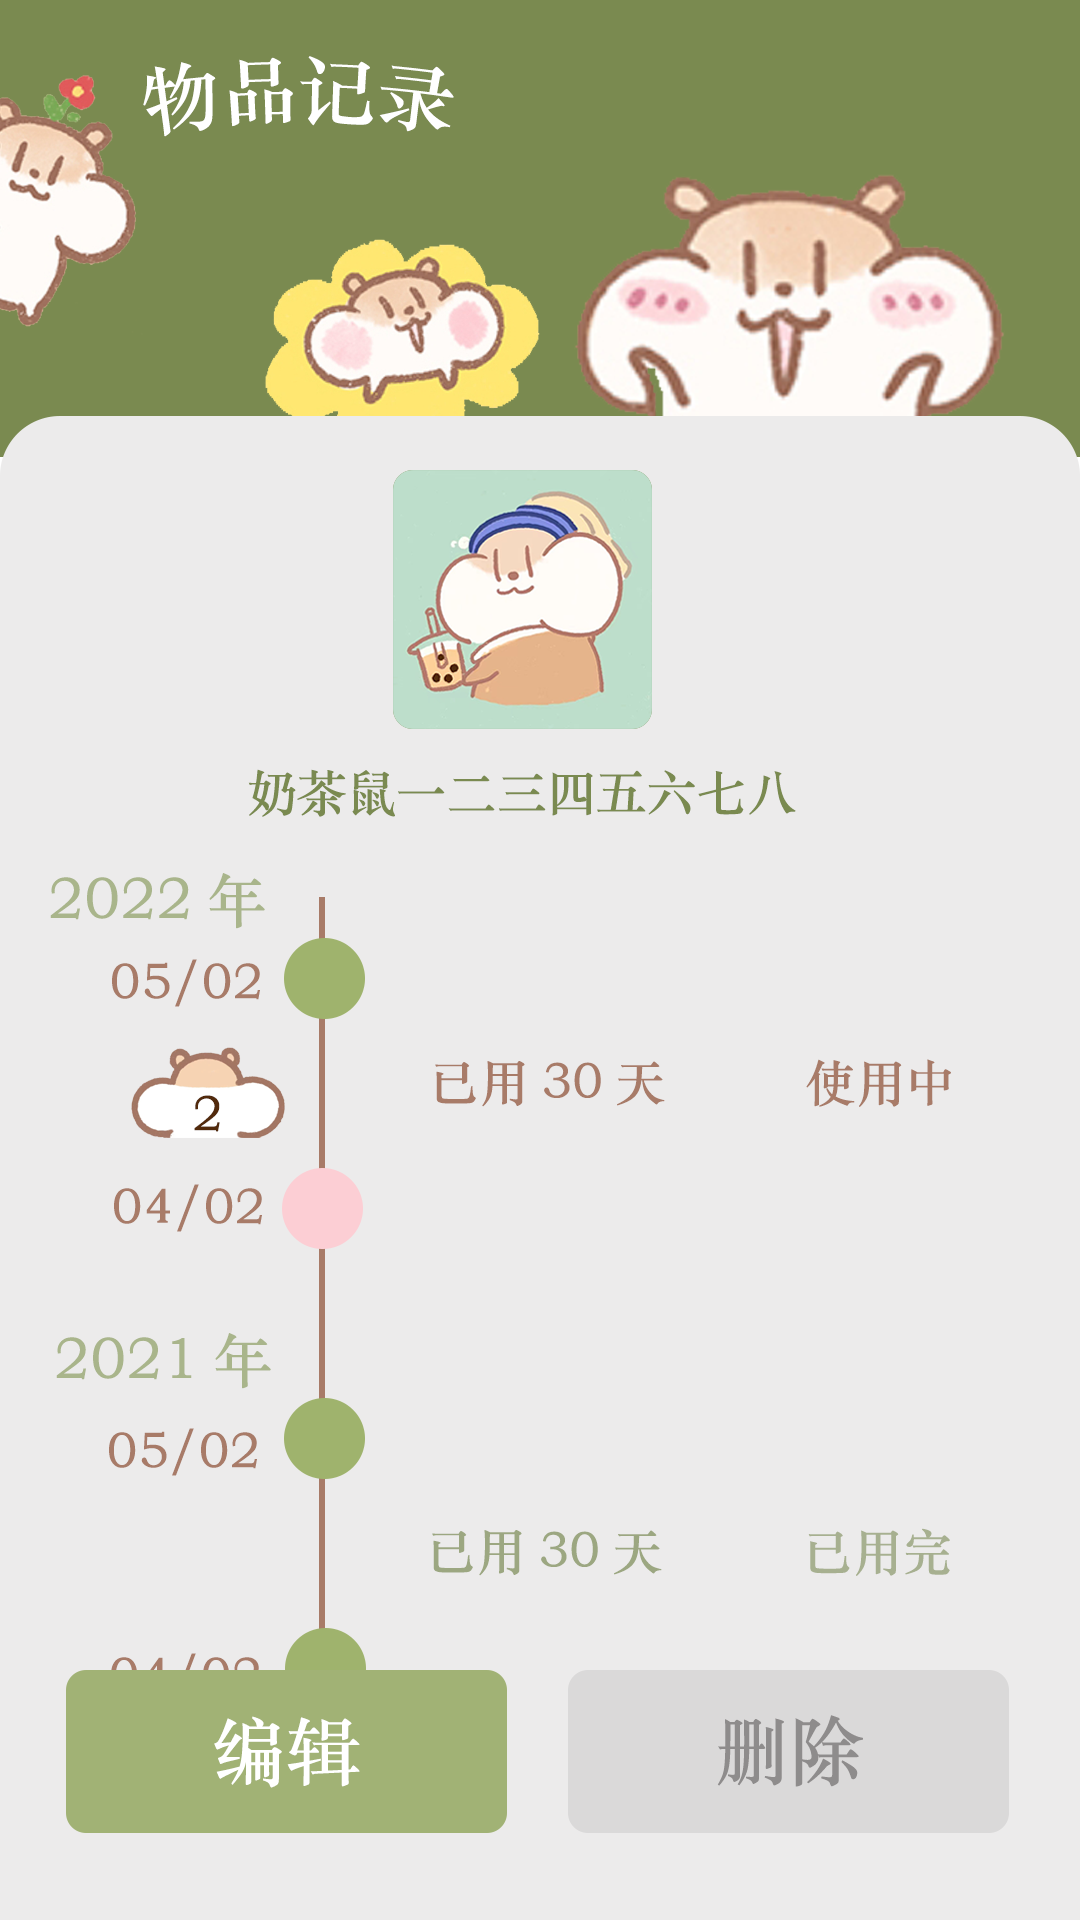 物品记录
奶茶鼠一二三四五六七八
2022 年
05/02
已用 30 天 使用中
2
04/02
2021 年
05/02
已用 30 天 已用完
04/02
编辑 删除